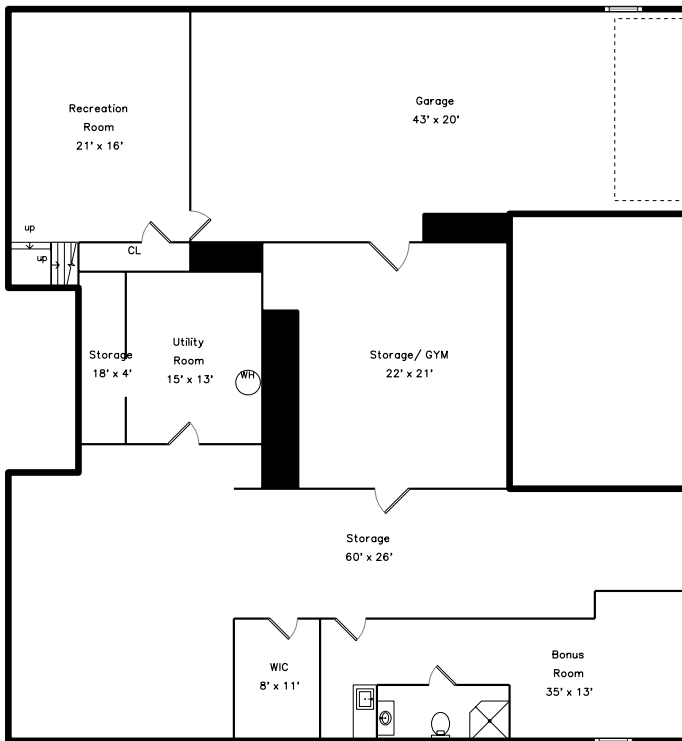 Recreation
Room
21' x 16'
Garage
43' x 20'
up
up
CL
Storage
18' x 4'
Utility
Room
15' x 13'
WH
Storage/ GYM
22' x 21'
Storage
60' x 26'
WIC
8' x 11'
Bonus
Room
35' x 13'